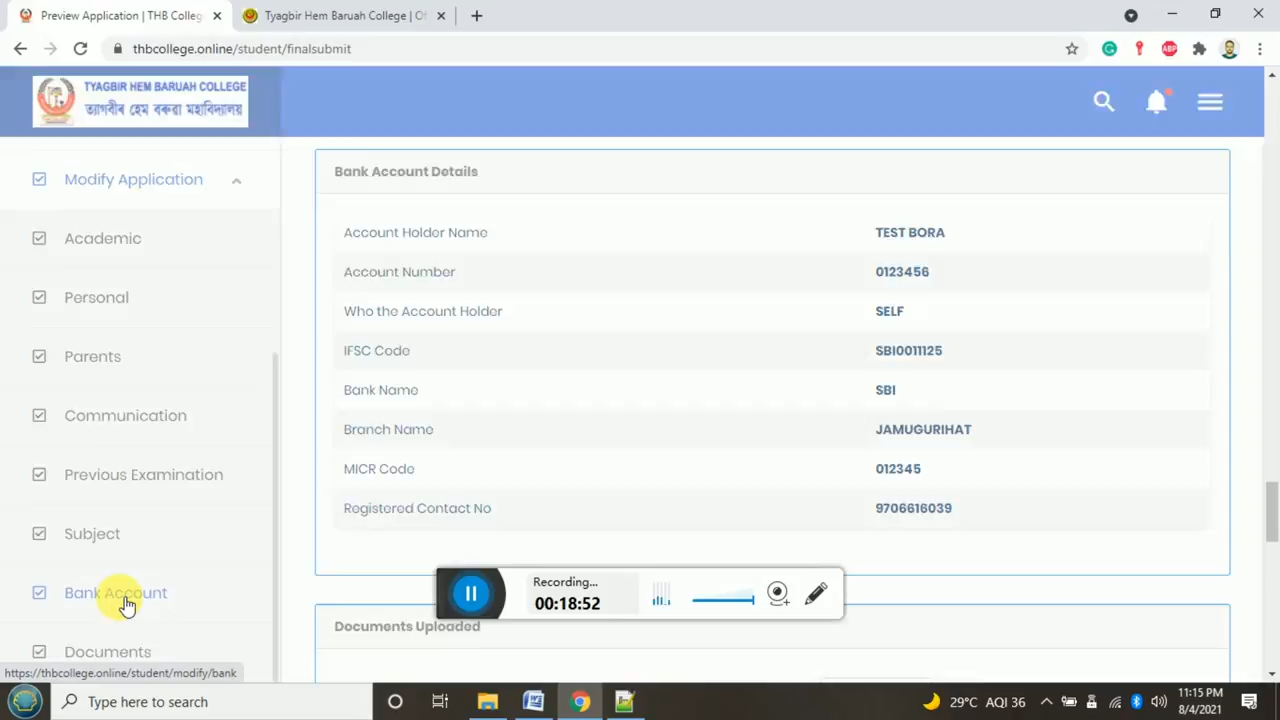 Preview Application | THB Colleg
Tyagbir Hem Baruah College | Of
thbcollege.online/student/finalsubmit
ABP
TYAGBIR HEM BARUAH COLLEGE
ত্যাগবীৰ হেম বৰুৱা মহাবিদ্যালয়
Modify Application
Academic
Personal
Parents
Communication
Previous Examination
Subject
Bank Account
Documents
Bank Account Details
Account Holder Name TEST BORA
Account Number 0123456
Who the Account Holder SELF
IFSC Code SBI0011125
Bank Name SBI
Branch Name JAMUGURIHAT
MICR Code 012345
Registered Contact No 9706616039
Recording...
00:18:52
Documents Uploaded
https://thbcollege.online/student/modify/bank
Type here to search
29°C AQI 36
11:15 PM
8/4/2021